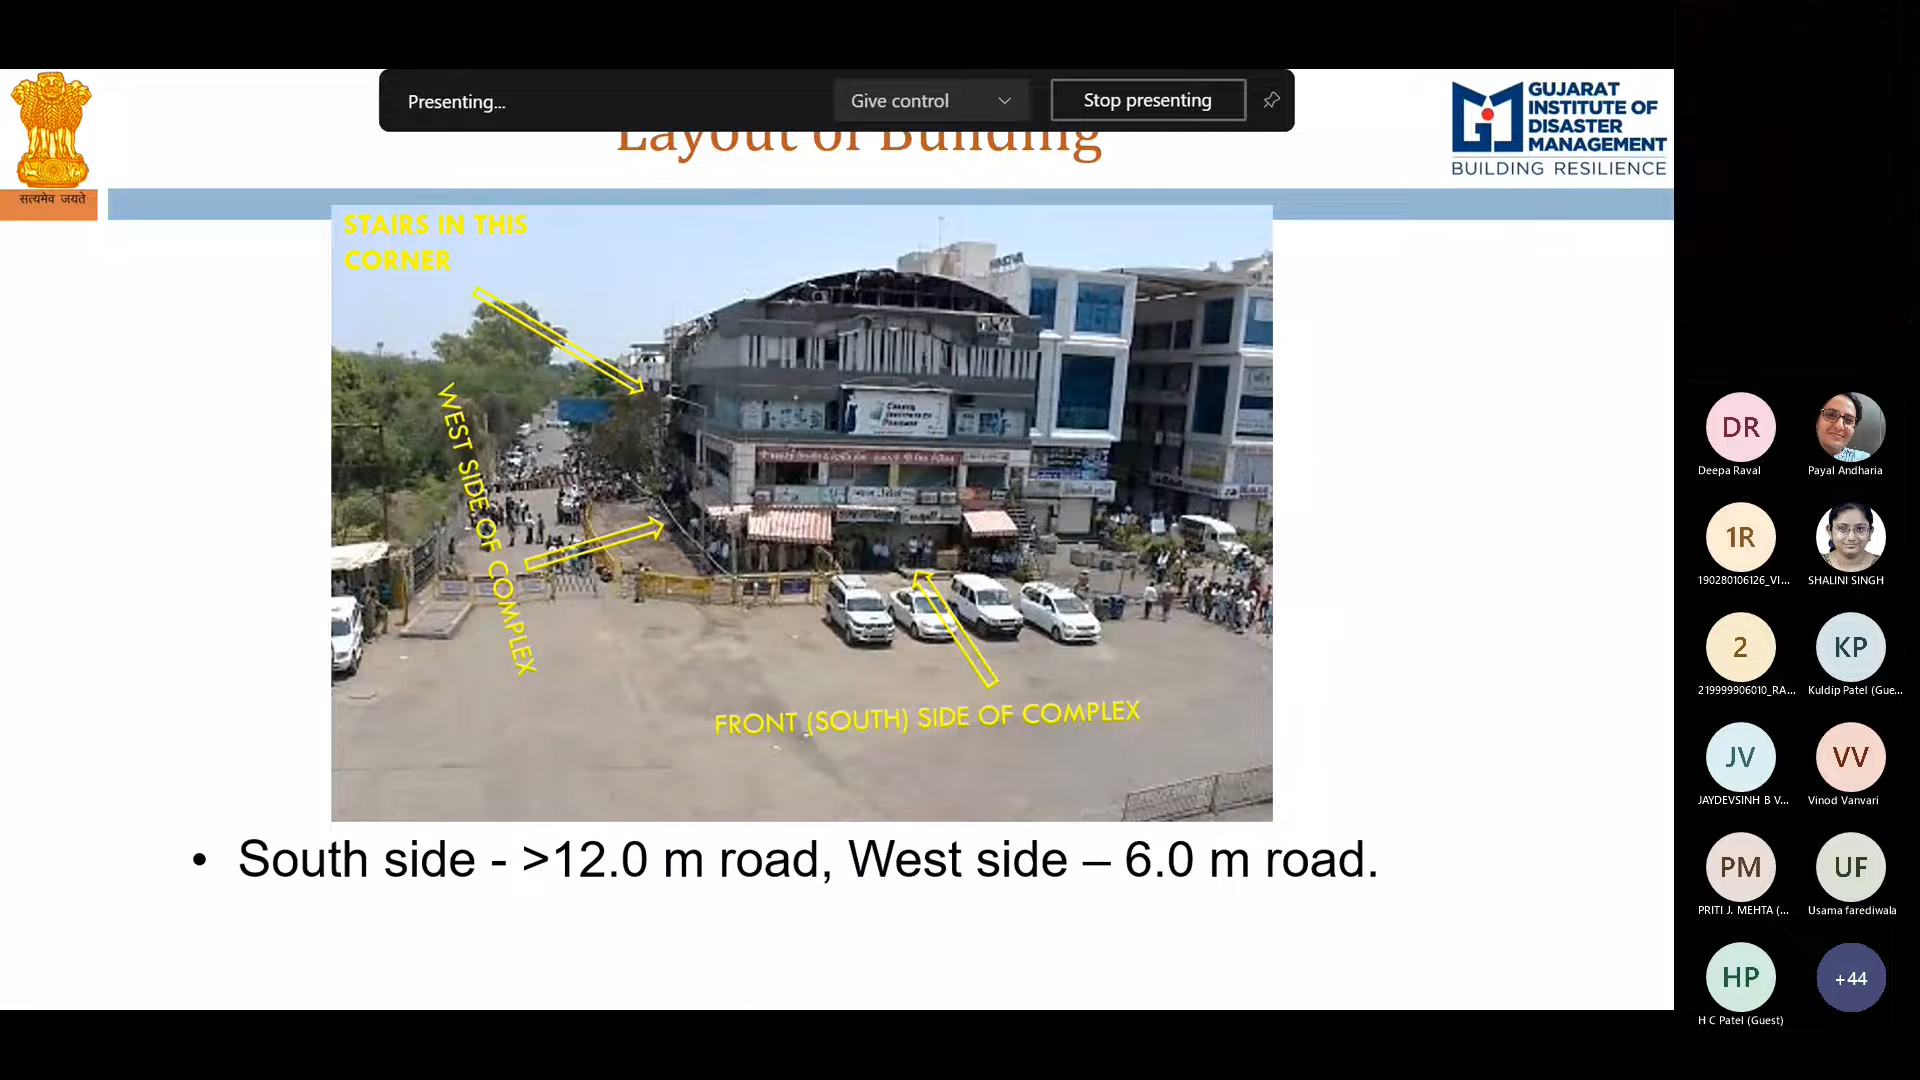 Presenting...
Give control
Stop presenting
Layout of Building
GUJARAT
INSTITUTE OF
DISASTER
MANAGEMENT
BUILDING RESILIENCE
सत्यमेव जयते
STAIRS IN THIS
CORNER
WEST SIDE OF COMPLEX
FRONT (SOUTH) SIDE OF COMPLEX
• South side - >12.0 m road, West side – 6.0 m road.
DR
Deepa Raval
Payal Andharia
1R
190280106126_VI...
SHALINI SINGH
2
219999906010_RA...
KP
Kuldip Patel (Gue...
JV
JAYDEVSINH B V...
VV
Vinod Vanvari
PM
PRITI J. MEHTA (...
UF
Usama farediwala
HP
H C Patel (Guest)
+44